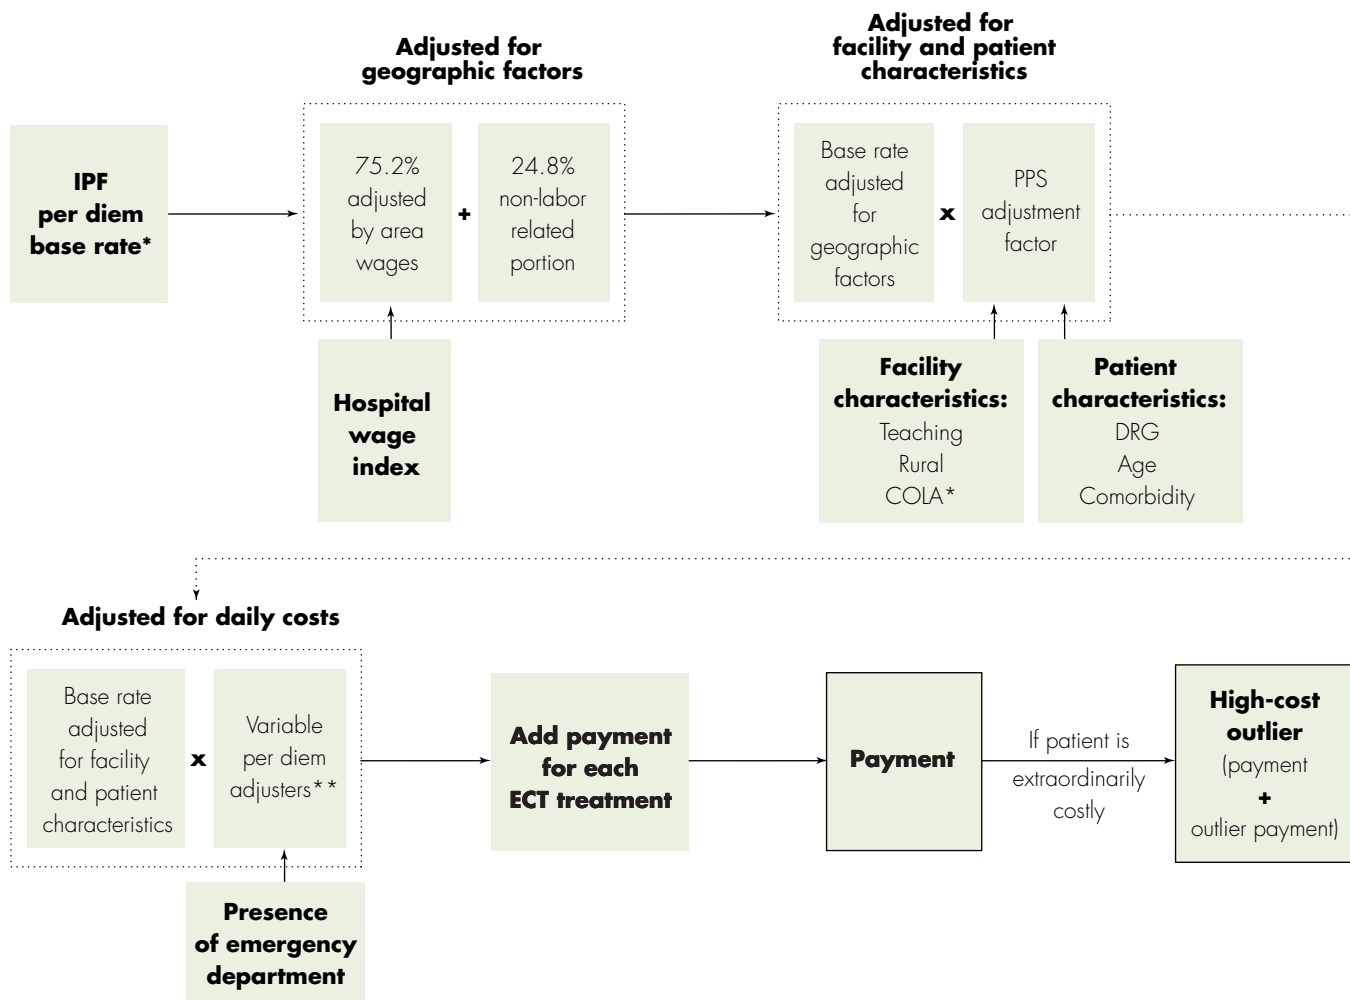 Adjusted for
geographic factors
Adjusted for
facility and patient
characteristics
IPF
per diem
base rate*
75.2%
adjusted
by area
wages
+
24.8%
non-labor
related
portion
Base rate
adjusted
for
geographic
factors
x
PPS
adjustment
factor
Hospital
wage
index
Facility
characteristics:
Teaching
Rural
COLA*
Patient
characteristics:
DRG
Age
Comorbidity
Adjusted for daily costs
Base rate
adjusted
for facility
and patient
characteristics
x
Variable
per diem
adjusters**
Add payment
for each
ECT treatment
Payment
If patient is
extraordinarily
costly
High-cost
outlier
(payment
+
outlier payment)
Presence
of emergency
department